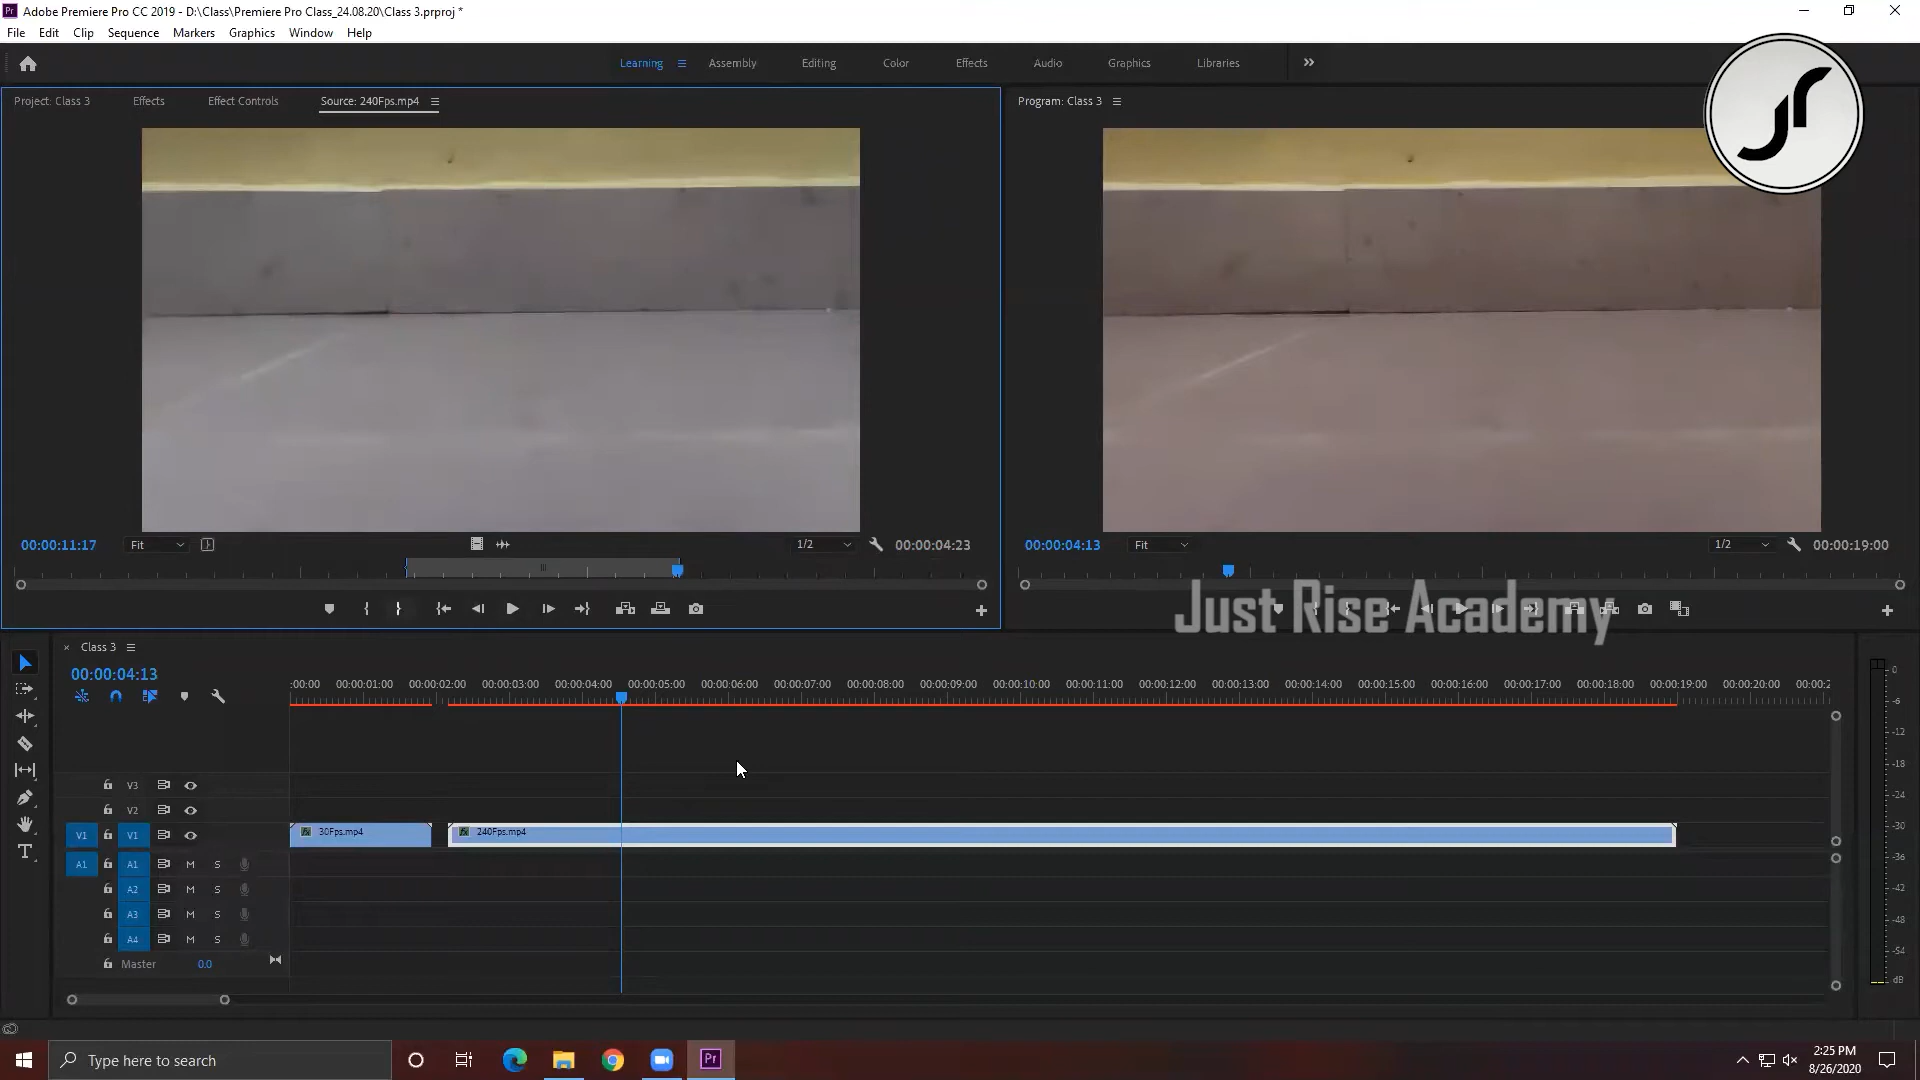 Adobe Premiere Pro CC 2019 - D:\Class\Premiere Pro Class_24.08.20\Class 3.prproj *
File Edit Clip Sequence Markers Graphics Window Help
Learning Assembly Editing Color Effects Audio Graphics Libraries
Project: Class 3 Effects Effect Controls Source: 240Fps.mp4 Program: Class 3
00:00:11:17 Fit 1/2 00:00:04:23 00:00:04:13 Fit 1/2 00:00:19:00
Just Rise Academy
Class 3
00:00:04:13
:00:00 00:00:01:00 00:00:02:00 00:00:03:00 00:00:04:00 00:00:05:00 00:00:06:00 00:00:07:00 00:00:08:00 00:00:09:00 00:00:10:00 00:00:11:00 00:00:12:00 00:00:13:00 00:00:14:00 00:00:15:00 00:00:16:00 00:00:17:00 00:00:18:00 00:00:19:00 00:00:20:00 00:00:2
V3
V2
V1 V1 30Fps.mp4 240Fps.mp4
A1 A1 M S
A2 M S
A3 M S
A4 M S
Master 0.0
0
-6
-12
-18
-24
-30
-36
-42
-48
-54
dB
Type here to search
2:25 PM
8/26/2020